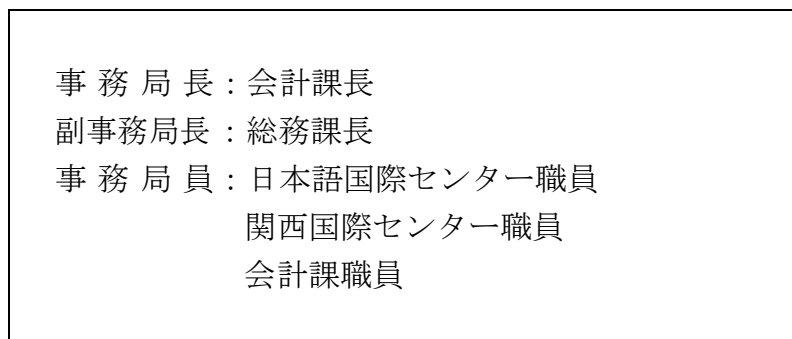 事 務 局 長：会計課長
副事務局長：総務課長
事 務 局 員：日本語国際センター職員
関西国際センター職員
会計課職員